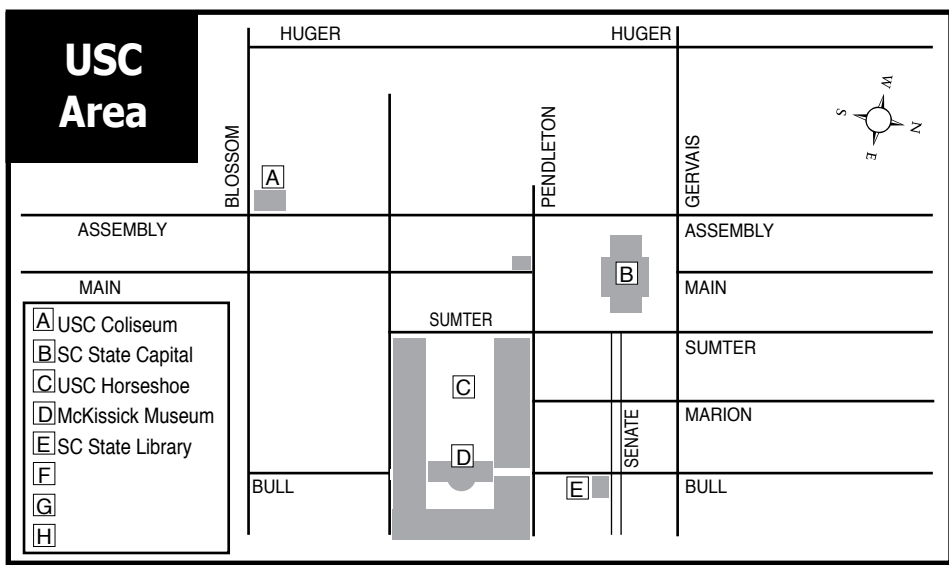 USC
Area
HUGER
HUGER
W
S
N
E
BLOSSOM
PENDLETON
GERVAIS
A
ASSEMBLY
ASSEMBLY
B
MAIN
MAIN
SUMTER
SUMTER
C
MARION
SENATE
D
BULL
E
BULL
A USC Coliseum
B SC State Capital
C USC Horseshoe
D McKissick Museum
E SC State Library
F
G
H